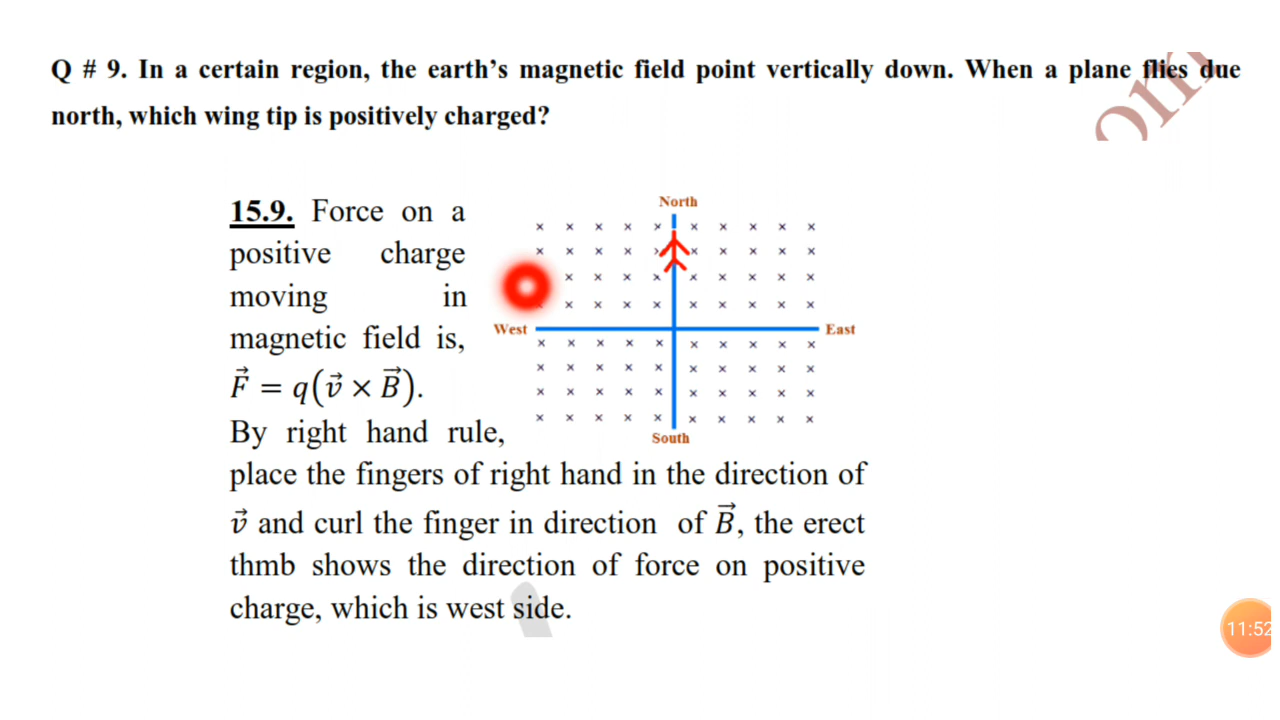 Q # 9. In a certain region, the earth’s magnetic field point vertically down. When a plane flies due
north, which wing tip is positively charged?
om
15.9. Force on a
positive charge
moving in
magnetic field is,
F⃗ = q(v⃗ × B⃗).
By right hand rule,
place the fingers of right hand in the direction of
v⃗ and curl the finger in direction of B⃗, the erect
thmb shows the direction of force on positive
charge, which is west side.
North
West
East
South
11:52